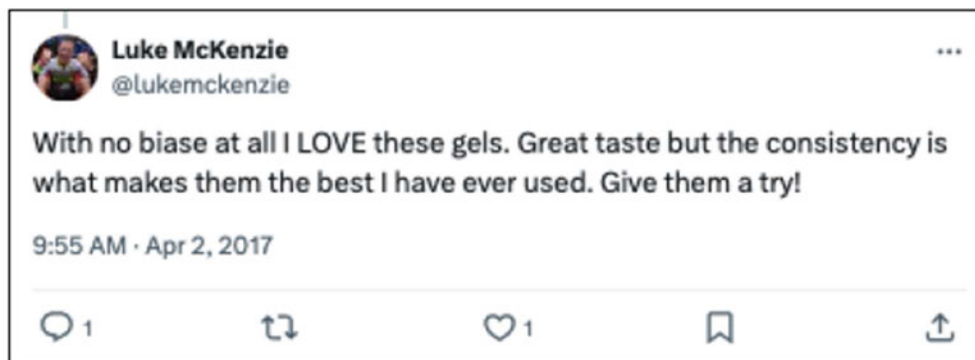 Luke McKenzie
@lukemckenzie
With no biase at all I LOVE these gels. Great taste but the consistency is
what makes them the best I have ever used. Give them a try!
9:55 AM · Apr 2, 2017
1
1